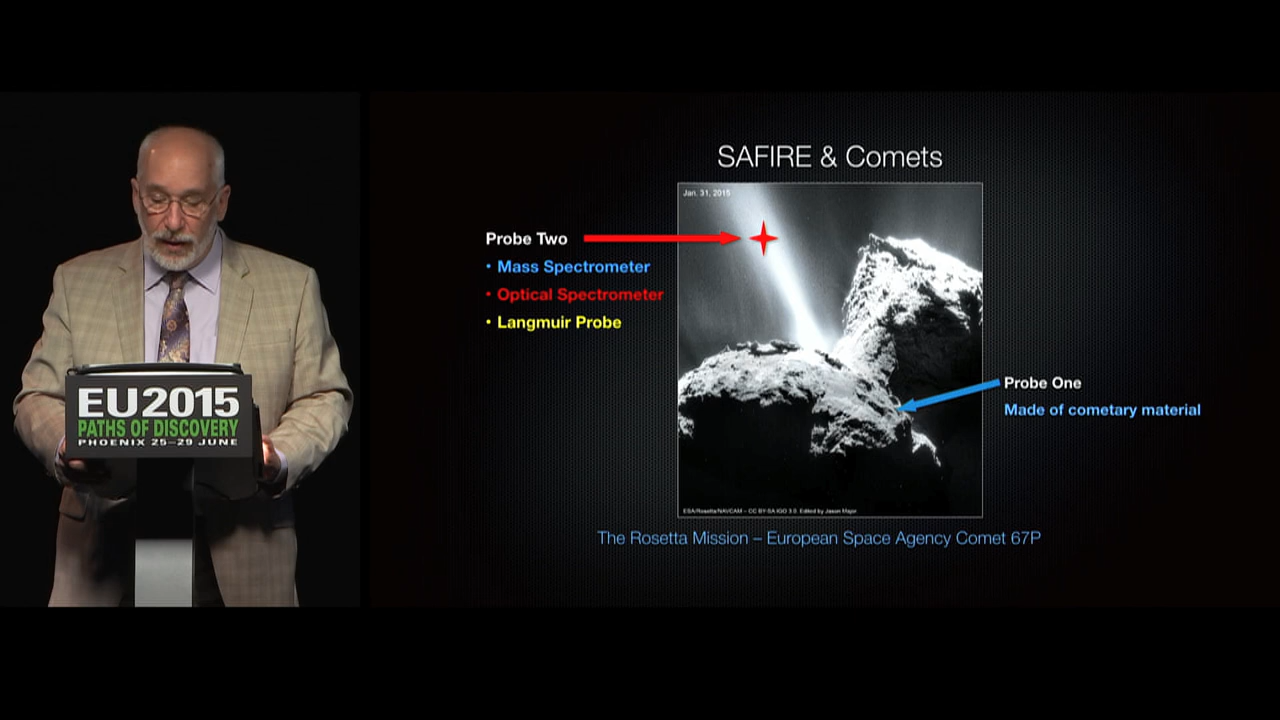 EU2015
PATHS OF DISCOVERY
PHOENIX 25–29 JUNE
SAFIRE & Comets
Jan. 31, 2015
Probe Two
• Mass Spectrometer
• Optical Spectrometer
• Langmuir Probe
Probe One
Made of cometary material
ESA/Rosetta/NAVCAM – CC BY-SA IGO 3.0. Edited by Jason Major
The Rosetta Mission – European Space Agency Comet 67P